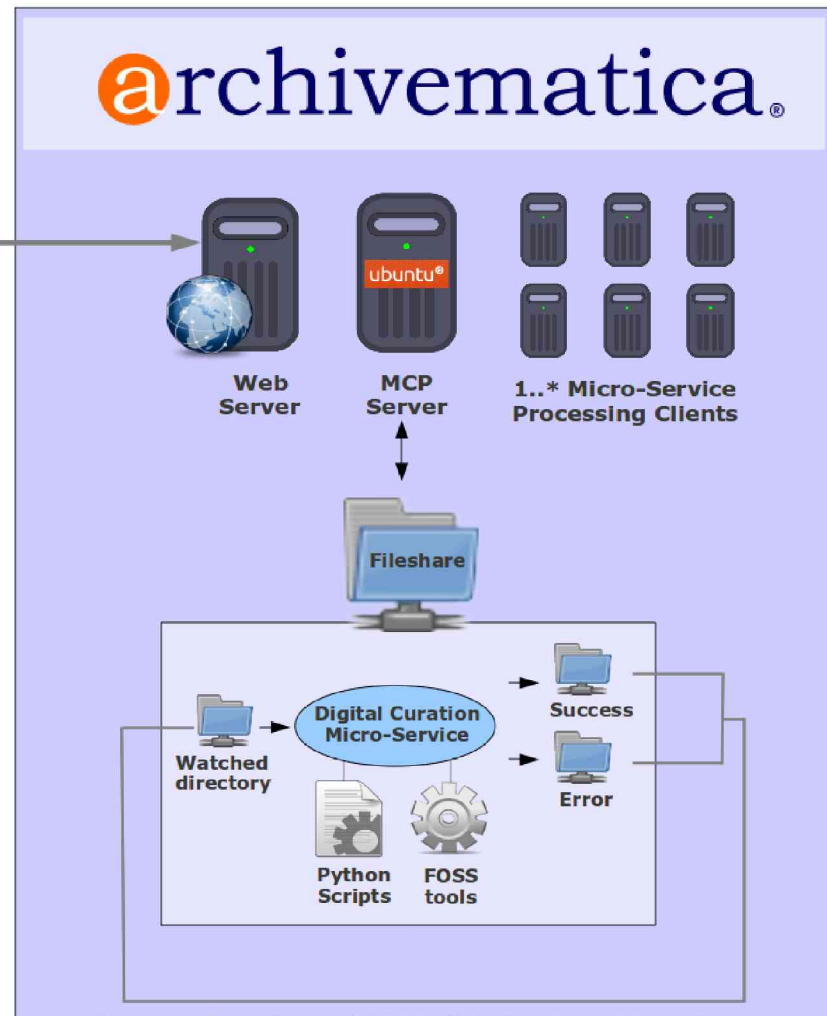 archivematica®
ubuntu®
Web
Server
MCP
Server
1..* Micro-Service
Processing Clients
Fileshare
Digital Curation
Micro-Service
Success
Watched
directory
Error
Python
Scripts
FOSS
tools